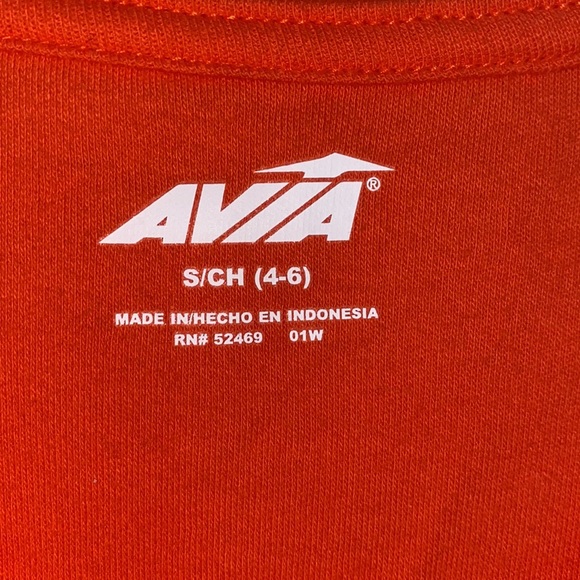 AVIA®
S/CH (4-6)
MADE IN/HECHO EN INDONESIA
RN# 52469 01W